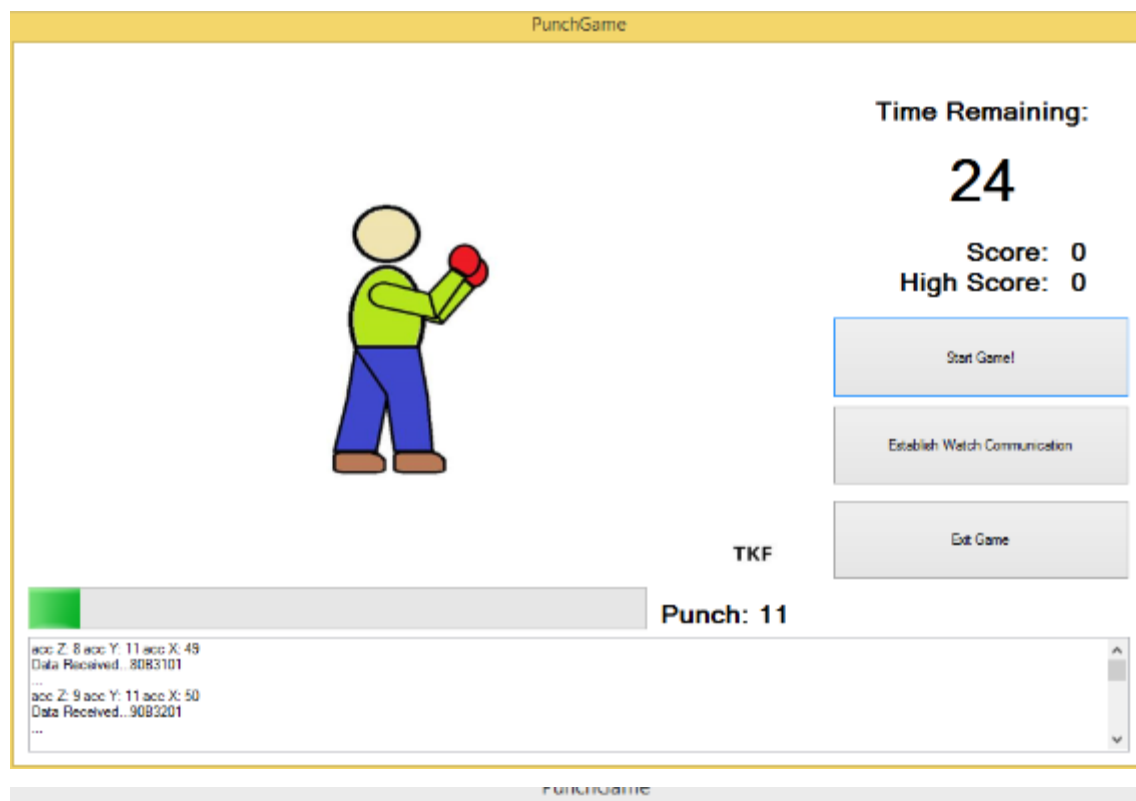 PunchGame
Time Remaining:
24
Score: 0
High Score: 0
Start Game!
Establish Watch Communication
Exit Game
TKF
Punch: 11
acc Z: 8 acc Y: 11 acc X: 49
Data Received...80B3101
...
acc Z: 9 acc Y: 11 acc X: 50
Data Received...90B3201
...
PunchGame